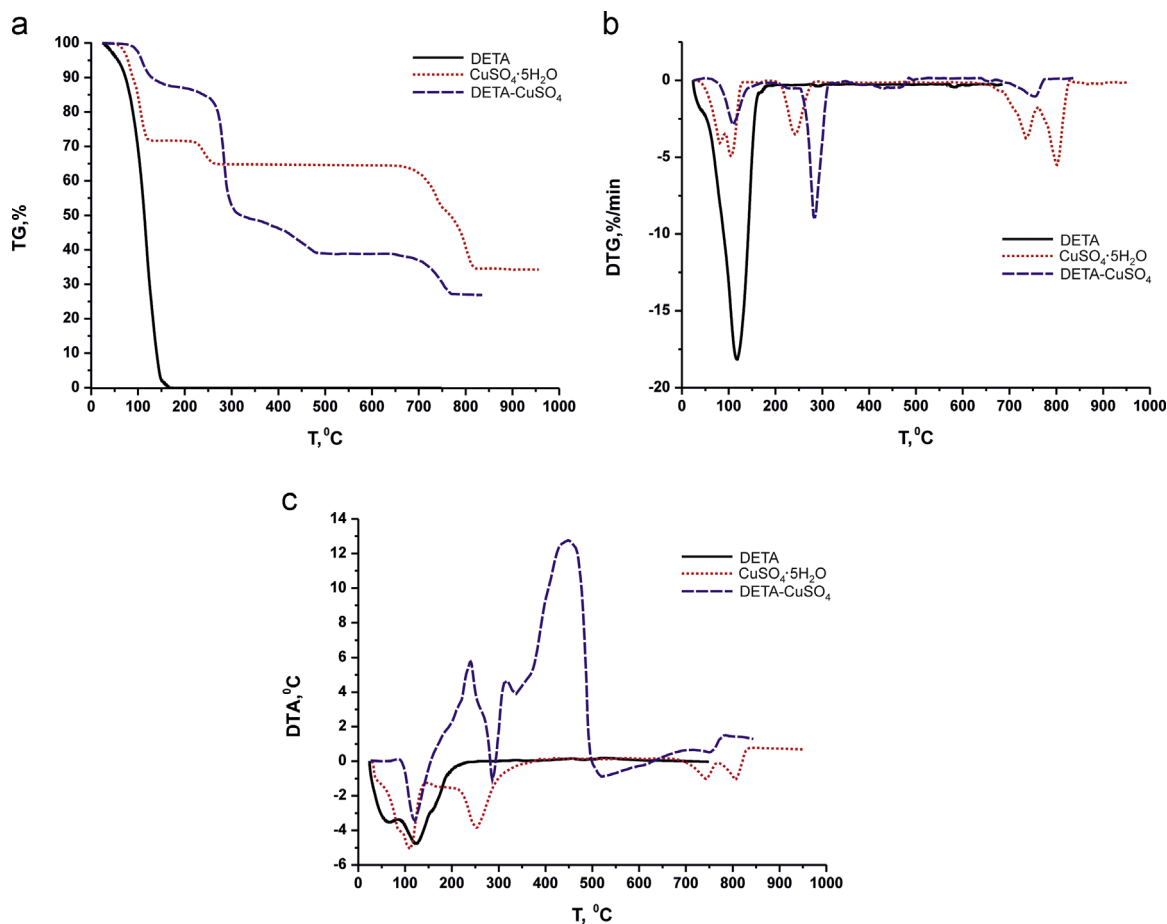 a
100
90
80
70
60
50
40
30
20
10
0
TG,%
0 100 200 300 400 500 600 700 800 900 1000
T, ⁰C
DETA
CuSO₄·5H₂O
DETA-CuSO₄
b
0
-5
-10
-15
-20
DTG,%/min
0 100 200 300 400 500 600 700 800 900 1000
T, ⁰C
DETA
CuSO₄·5H₂O
DETA-CuSO₄
c
14
12
10
8
6
4
2
0
-2
-4
-6
DTA,⁰C
0 100 200 300 400 500 600 700 800 900 1000
T, ⁰C
DETA
CuSO₄·5H₂O
DETA-CuSO₄